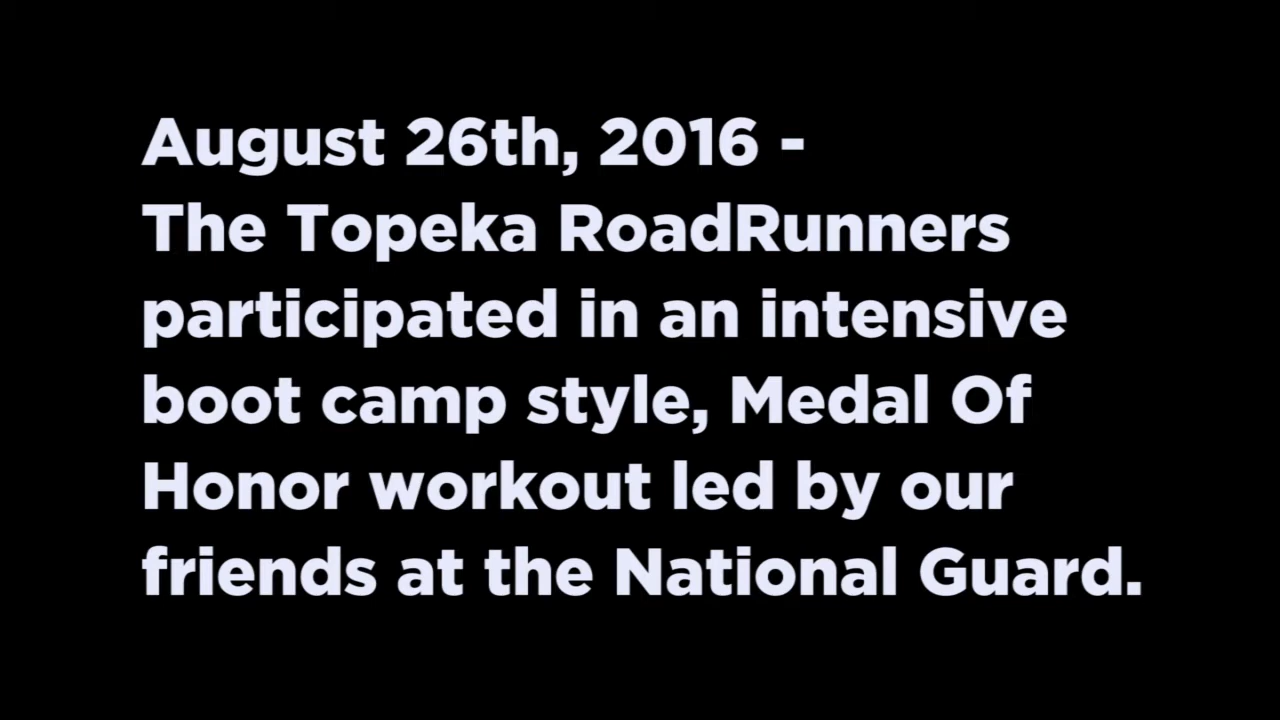 August 26th, 2016 -
The Topeka RoadRunners
participated in an intensive
boot camp style, Medal Of
Honor workout led by our
friends at the National Guard.